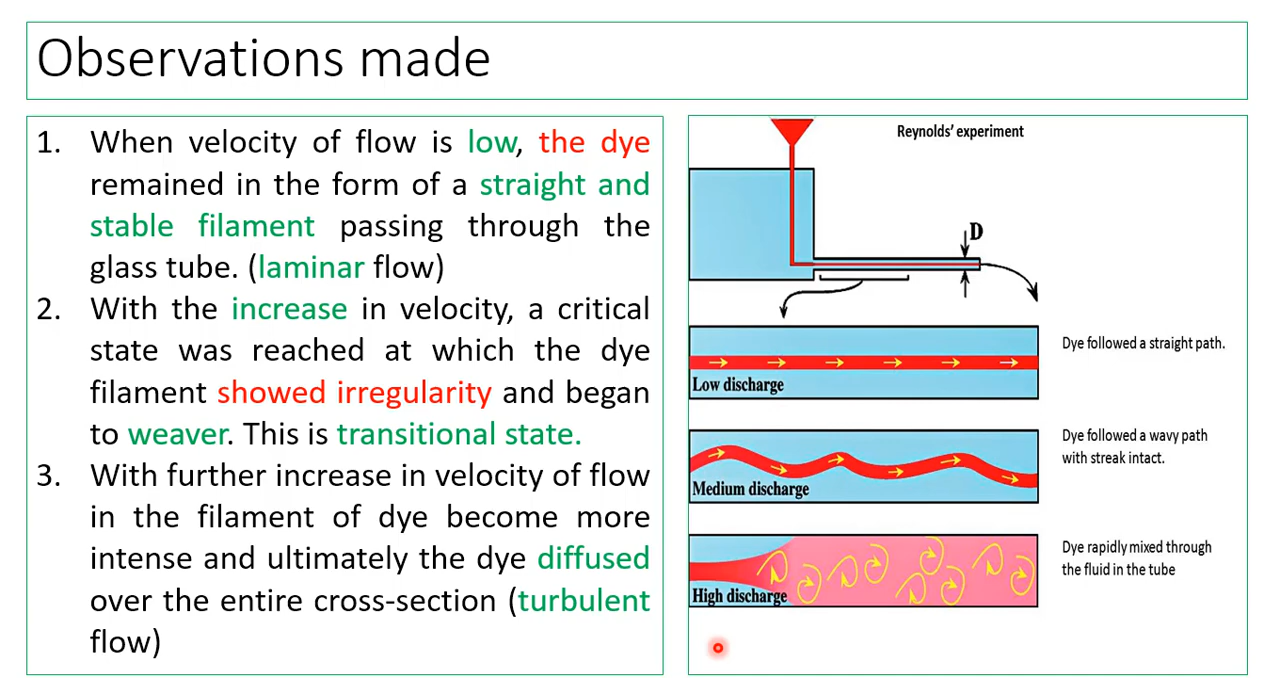 Observations made
1. When velocity of flow is low, the dye
remained in the form of a straight and
stable filament passing through the
glass tube. (laminar flow)
2. With the increase in velocity, a critical
state was reached at which the dye
filament showed irregularity and began
to weaver. This is transitional state.
3. With further increase in velocity of flow
in the filament of dye become more
intense and ultimately the dye diffused
over the entire cross-section (turbulent
flow)
Reynolds' experiment
D
Dye followed a straight path.
Low discharge
Dye followed a wavy path
with streak intact.
Medium discharge
Dye rapidly mixed through
the fluid in the tube
High discharge